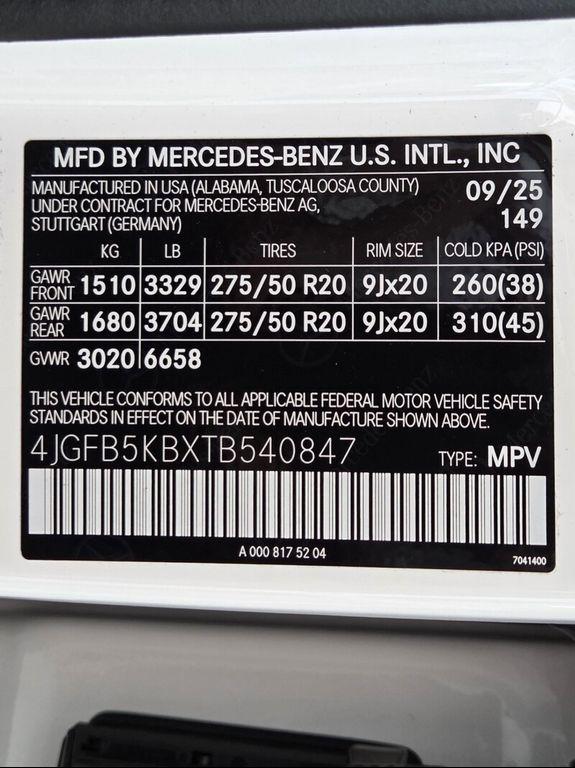 MFD BY MERCEDES-BENZ U.S. INTL., INC
MANUFACTURED IN USA (ALABAMA, TUSCALOOSA COUNTY) 09/25
UNDER CONTRACT FOR MERCEDES-BENZ AG,
STUTTGART (GERMANY) 149
KG LB TIRES RIM SIZE COLD KPA (PSI)
GAWR FRONT 1510 3329 275/50 R20 9Jx20 260(38)
GAWR REAR 1680 3704 275/50 R20 9Jx20 310(45)
GVWR 3020 6658
THIS VEHICLE CONFORMS TO ALL APPLICABLE FEDERAL MOTOR VEHICLE SAFETY
STANDARDS IN EFFECT ON THE DATE OF MANUFACTURE SHOWN ABOVE.
4JGFB5KBXTB540847 TYPE: MPV
A 000 817 52 04
7041400